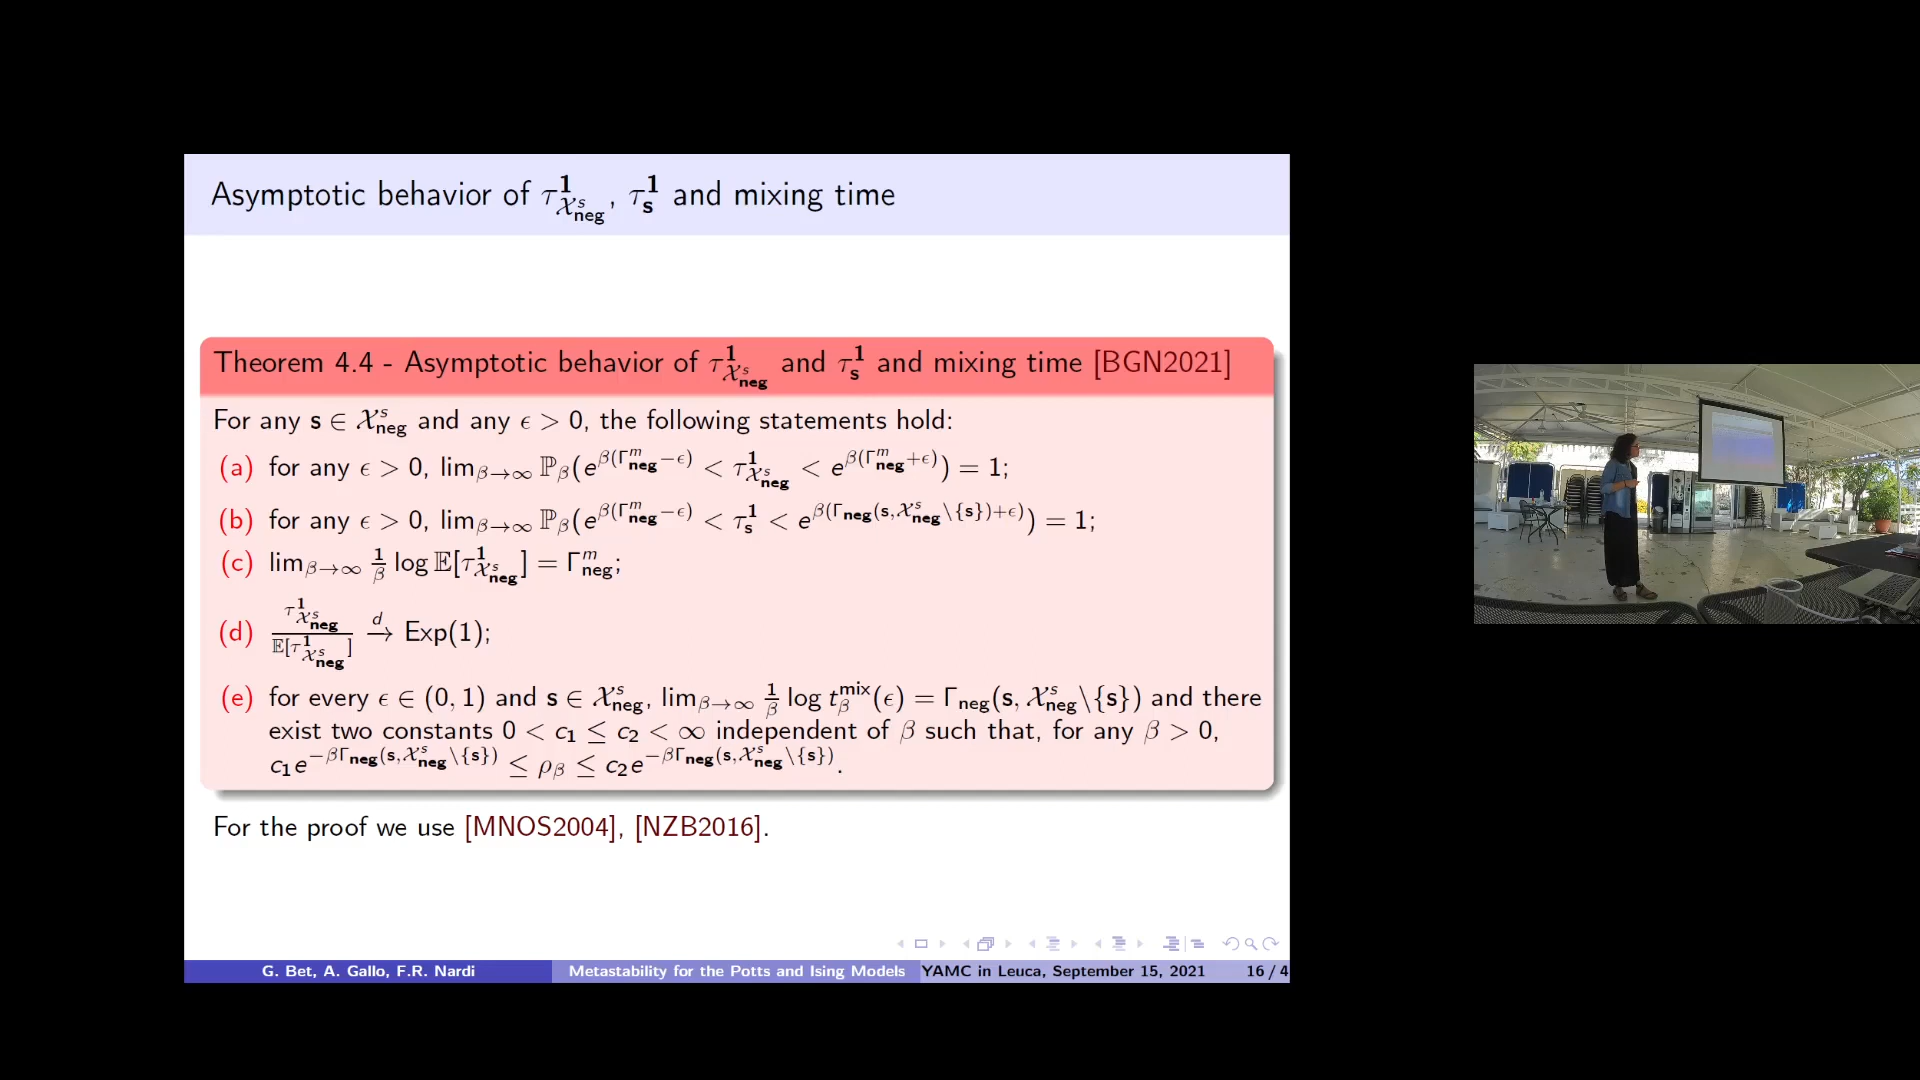 Asymptotic behavior of τ^1_{𝒳^s_neg}, τ^1_s and mixing time
Theorem 4.4 - Asymptotic behavior of τ^1_{𝒳^s_neg} and τ^1_s and mixing time [BGN2021]
For any s ∈ 𝒳^s_neg and any ϵ > 0, the following statements hold:
(a) for any ϵ > 0, lim_{β→∞} ℙ_β(e^{β(Γ^m_neg−ϵ)} < τ^1_{𝒳^s_neg} < e^{β(Γ^m_neg+ϵ)}) = 1;
(b) for any ϵ > 0, lim_{β→∞} ℙ_β(e^{β(Γ^m_neg−ϵ)} < τ^1_s < e^{β(Γ_neg(s,𝒳^s_neg\{s})+ϵ)}) = 1;
(c) lim_{β→∞} 1/β log 𝔼[τ^1_{𝒳^s_neg}] = Γ^m_neg;
(d) τ^1_{𝒳^s_neg} / 𝔼[τ^1_{𝒳^s_neg}] →^d Exp(1);
(e) for every ϵ ∈ (0, 1) and s ∈ 𝒳^s_neg, lim_{β→∞} 1/β log t^mix_β(ϵ) = Γ_neg(s, 𝒳^s_neg\{s}) and there
exist two constants 0 < c_1 ≤ c_2 < ∞ independent of β such that, for any β > 0,
c_1e^{−βΓ_neg(s,𝒳^s_neg\{s})} ≤ ρ_β ≤ c_2e^{−βΓ_neg(s,𝒳^s_neg\{s})}.
For the proof we use [MNOS2004], [NZB2016].
G. Bet, A. Gallo, F.R. Nardi Metastability for the Potts and Ising Models YAMC in Leuca, September 15, 2021 16 / 4